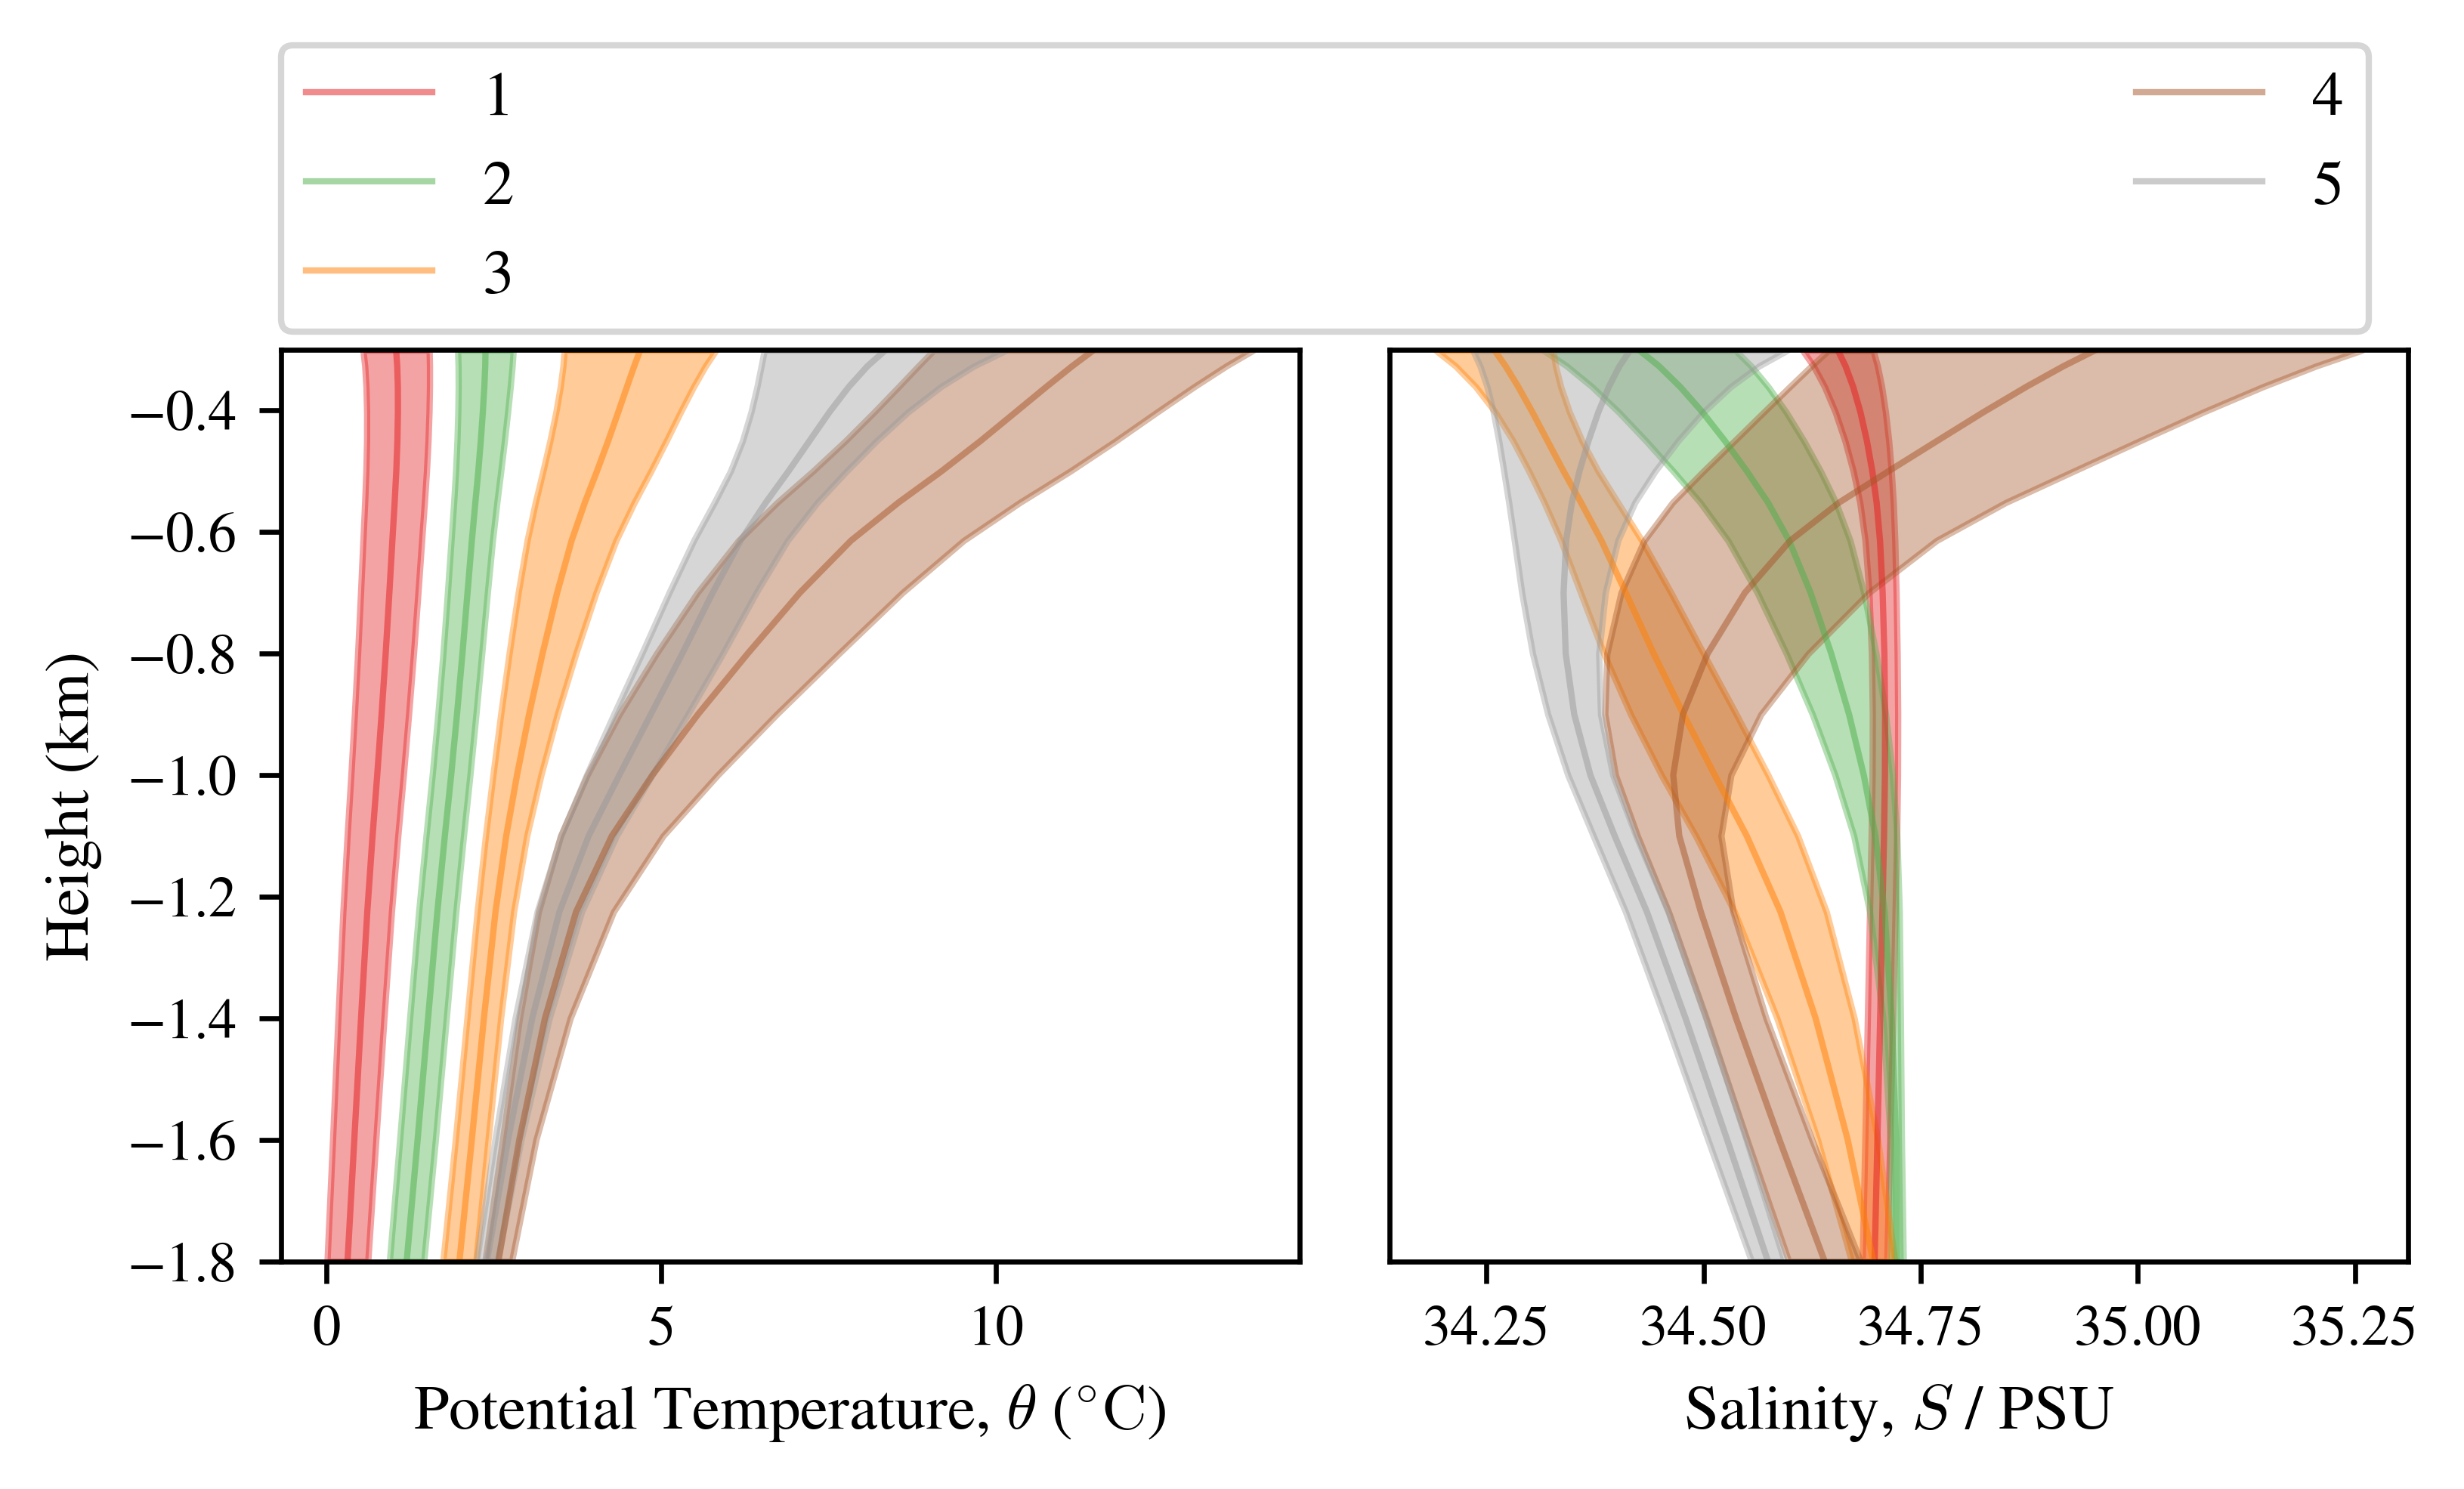 1
2
3
4
5
Height (km)
−0.4
−0.6
−0.8
−1.0
−1.2
−1.4
−1.6
−1.8
0 5 10
Potential Temperature, θ (°C)
34.25 34.50 34.75 35.00 35.25
Salinity, S / PSU